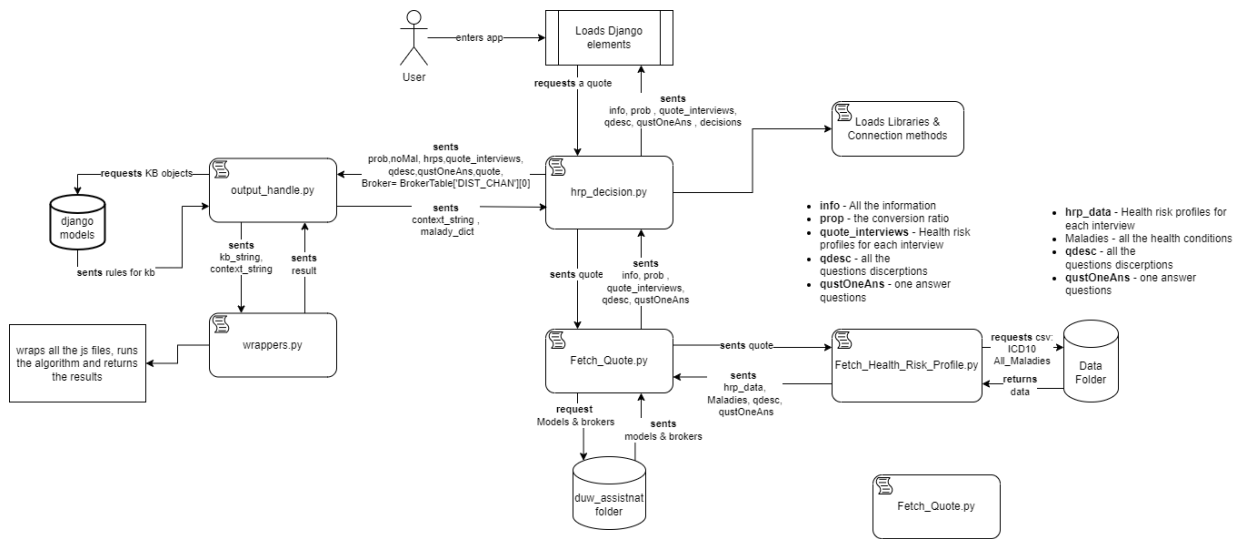 enters app
Loads Django
elements
User
requests a quote
sents
info, prob , quote_interviews,
qdesc, qustOneAns , decisions
Loads Libraries &
Connection methods
sents
prob,noMal, hrps,quote_interviews,
qdesc,qustOneAns,quote,
Broker= BrokerTable['DIST_CHAN'][0]
requests KB objects
output_handle.py
hrp_decision.py
django
models
sents
context_string ,
malady_dict
sents rules for kb
sents
kb_string,
context_string
sents
result
sents quote
sents
info, prob ,
quote_interviews,
qdesc, qustOneAns
• info - All the information
• prop - the conversion ratio
• quote_interviews - Health risk
profiles for each interview
• qdesc - all the
questions discerptions
• qustOneAns - one answer
questions
• hrp_data - Health risk profiles for
each interview
• Maladies - all the health conditions
• qdesc - all the
questions discerptions
• qustOneAns - one answer
questions
wraps all the js files, runs
the algorithm and returns
the results
wrappers.py
Fetch_Quote.py
sents quote
Fetch_Health_Risk_Profile.py
requests csv:
ICD10
All_Maladies
Data
Folder
returns
data
sents
hrp_data,
Maladies, qdesc,
qustOneAns
request
Models & brokers
sents
models & brokers
duw_assistnat
folder
Fetch_Quote.py